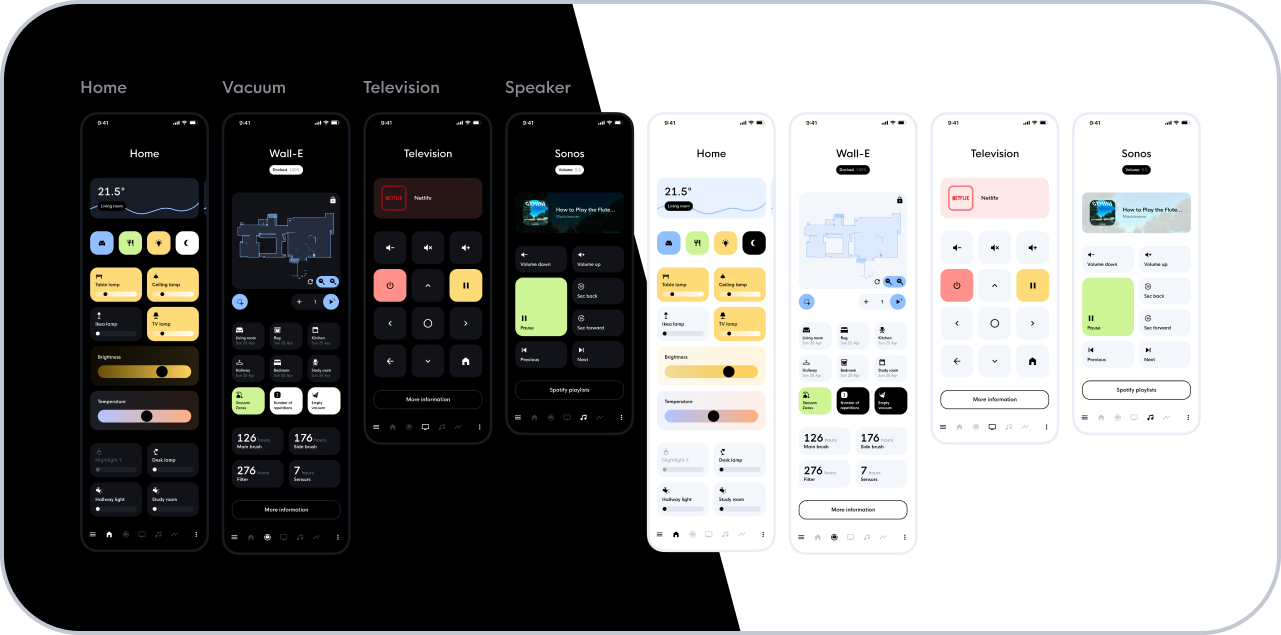 Home
Vacuum
Television
Speaker
9:41
Home
21.5°
Living room
Table lamp
Ceiling lamp
Ikea lamp
TV lamp
Brightness
Temperature
Nightlight Y
Desk lamp
Hallway light
Study room
9:41
Wall-E
Docked 100%
1
Living room
Sun 25 Apr
Rug
Sun 25 Apr
Kitchen
Sun 25 Apr
Hallway
Sun 25 Apr
Bedroom
Sun 25 Apr
Study room
Sun 25 Apr
Vacuum
Zones
Number of
repetitions
Empty
vacuum
126 hours
Main brush
176 hours
Side brush
276 hours
Filter
7 hours
Sensors
More information
9:41
Television
NETFLIX
Netlifx
More information
9:41
Sonos
Volume
How to Play the Flute...
Volume down
Volume up
Sec back
Pause
Sec forward
Previous
Next
Spotify playlists
9:41
Home
21.5°
Living room
Table lamp
Ceiling lamp
Ikea lamp
TV lamp
Brightness
Temperature
Nightlight Y
Desk lamp
Hallway light
Study room
9:41
Wall-E
Docked 100%
1
Living room
Sun 25 Apr
Rug
Sun 25 Apr
Kitchen
Sun 25 Apr
Hallway
Sun 25 Apr
Bedroom
Sun 25 Apr
Study room
Sun 25 Apr
Vacuum
Zones
Number of
repetitions
Empty
vacuum
126 hours
Main brush
176 hours
Side brush
276 hours
Filter
7 hours
Sensors
More information
9:41
Television
NETFLIX
Netlifx
More information
9:41
Sonos
Volume
How to Play the Flute...
Volume down
Volume up
Sec back
Pause
Sec forward
Previous
Next
Spotify playlists